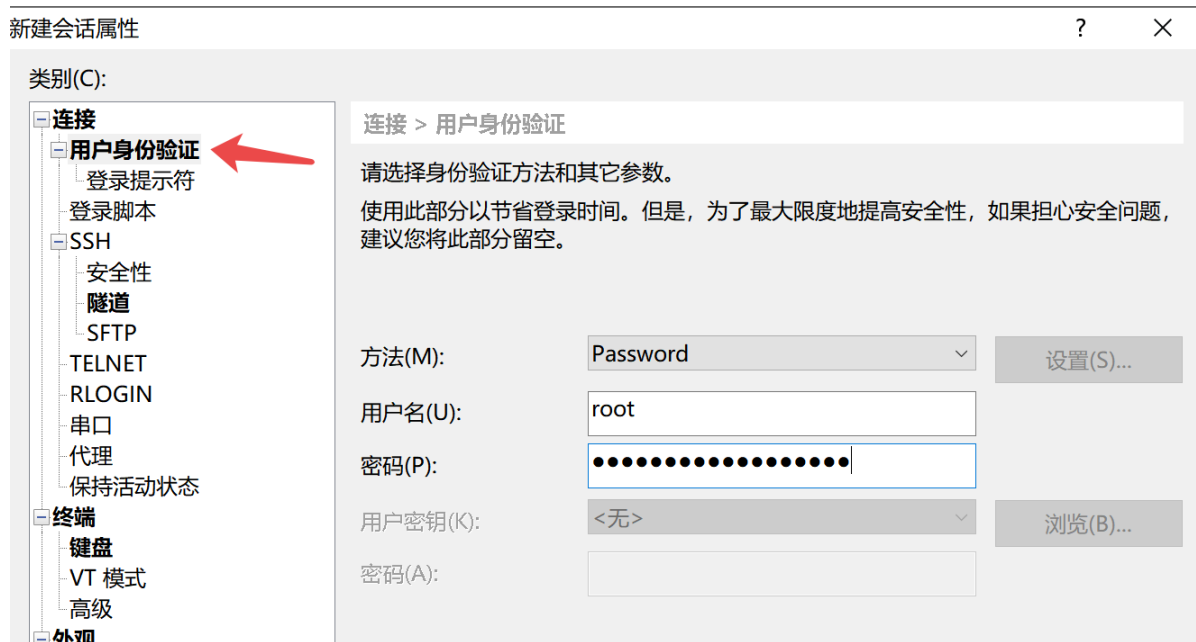 新建会话属性
?
类别(C):
连接
用户身份验证
登录提示符
登录脚本
SSH
安全性
隧道
SFTP
TELNET
RLOGIN
串口
代理
保持活动状态
终端
键盘
VT 模式
高级
外观
连接 > 用户身份验证
请选择身份验证方法和其它参数。
使用此部分以节省登录时间。但是，为了最大限度地提高安全性，如果担心安全问题，
建议您将此部分留空。
方法(M):
Password
设置(S)...
用户名(U):
root
密码(P):
●●●●●●●●●●●●●●●●●●
用户密钥(K):
<无>
浏览(B)...
密码(A):